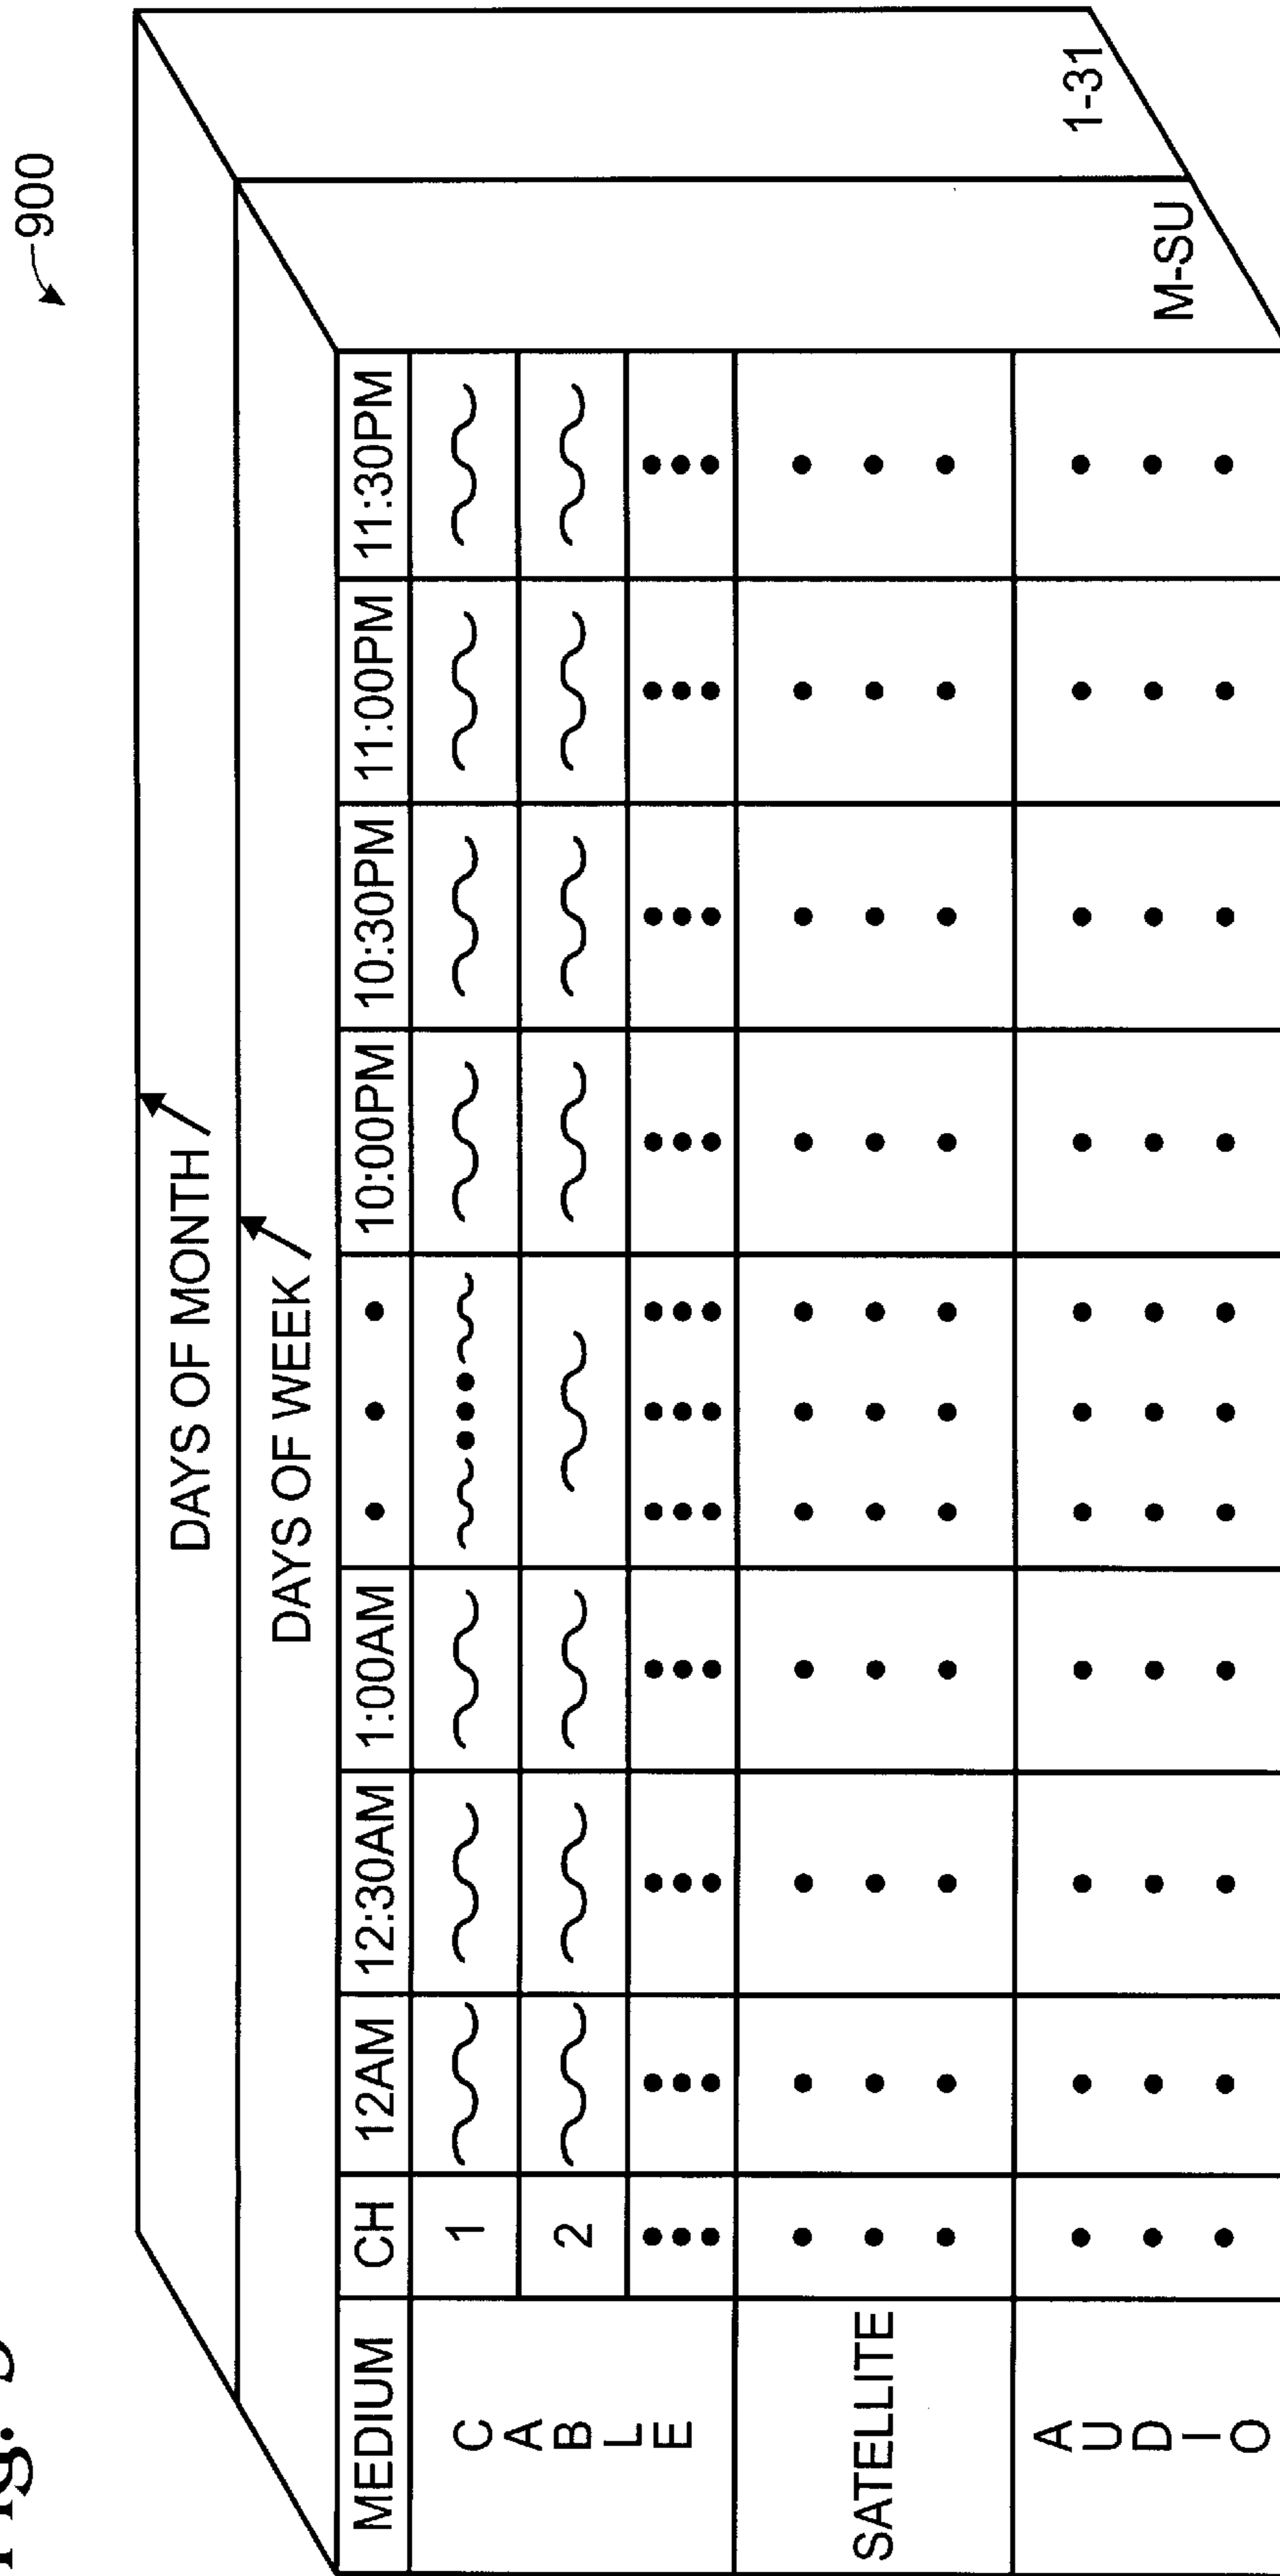 900
DAYS OF MONTH
DAYS OF WEEK
MEDIUM CH 12AM 12:30AM 1:00AM • • • 10:00PM 10:30PM 11:00PM 11:30PM
CABLE
1
2
SATELLITE
AUDIO
M-SU
1-31